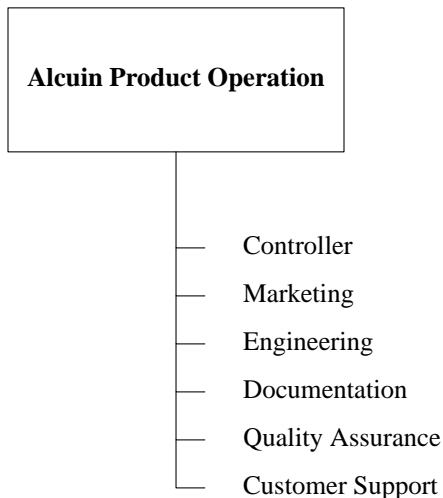 Alcuin Product Operation
Controller
Marketing
Engineering
Documentation
Quality Assurance
Customer Support